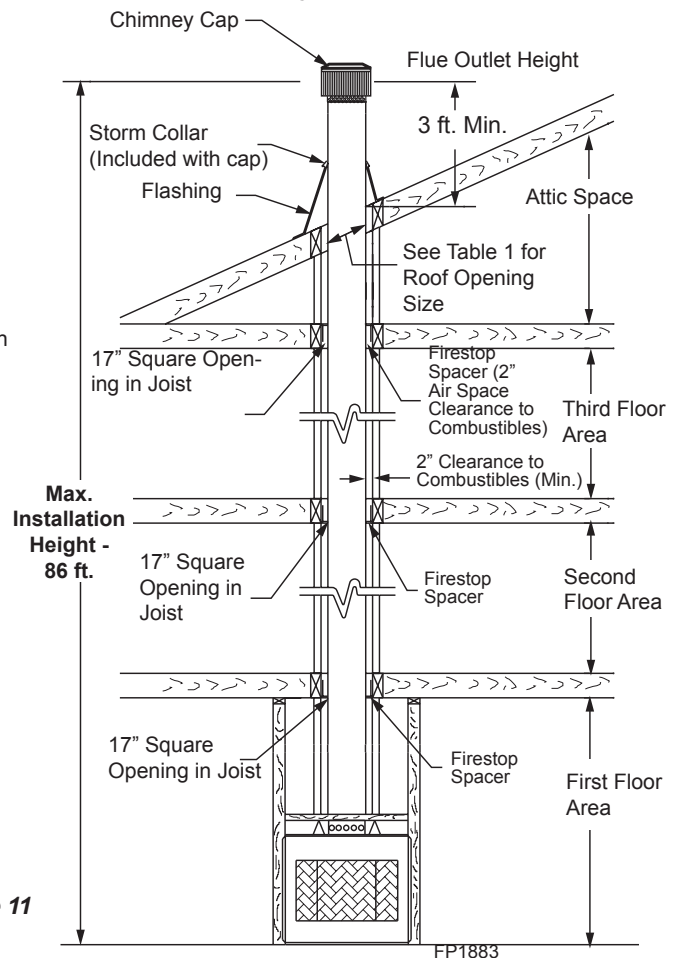 Chimney Cap
Flue Outlet Height
3 ft. Min.
Storm Collar
(Included with cap)
Flashing
Attic Space
See Table 1 for
Roof Opening
Size
n
17” Square Open-
ing in Joist
Firestop
Spacer (2”
Air Space
Clearance to
Combustibles)
Third Floor
Area
2” Clearance to
Combustibles (Min.)
Max.
Installation
Height -
86 ft.
17” Square
Opening in
Joist
Firestop
Spacer
Second
Floor Area
17” Square
Opening in Joist
Firestop
Spacer
First Floor
Area
11
FP1883